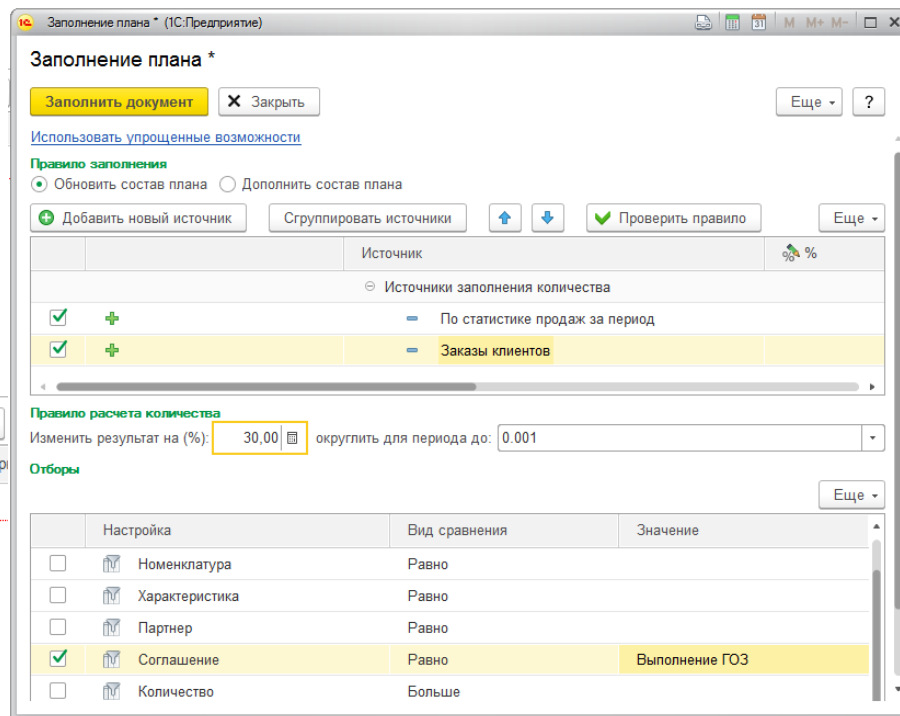 Заполнение плана * (1С:Предприятие) 31 M M+ M-
Заполнение плана *
Заполнить документ Закрыть Еще ?
Использовать упрощенные возможности
Правило заполнения
Обновить состав плана Дополнить состав плана
Добавить новый источник Сгруппировать источники Проверить правило Еще
Источник % %
Источники заполнения количества
По статистике продаж за период
Заказы клиентов
Правило расчета количества
Изменить результат на (%): 30,00 округлить для периода до: 0.001
Отборы
Еще
Настройка Вид сравнения Значение
Номенклатура Равно
Характеристика Равно
Партнер Равно
Соглашение Равно Выполнение ГОЗ
Количество Больше